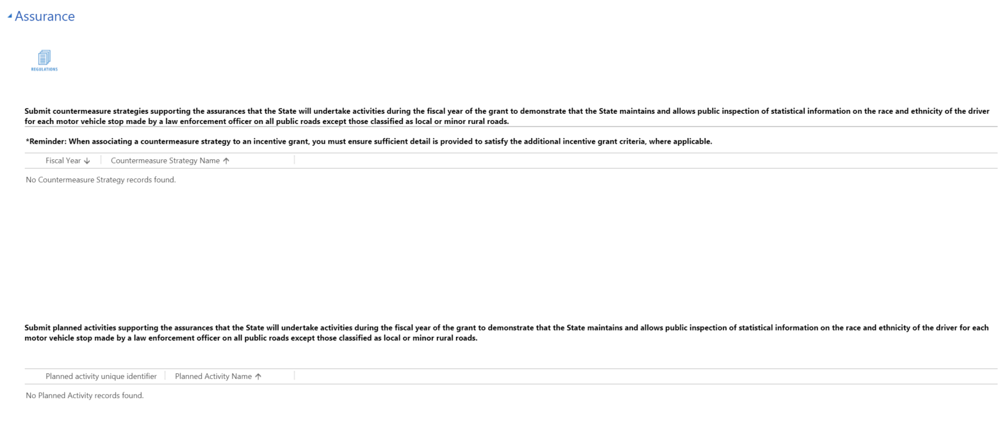 Assurance
REGULATIONS
Submit countermeasure strategies supporting the assurances that the State will undertake activities during the fiscal year of the grant to demonstrate that the State maintains and allows public inspection of statistical information on the race and ethnicity of the driver
for each motor vehicle stop made by a law enforcement officer on all public roads except those classified as local or minor rural roads.
*Reminder: When associating a countermeasure strategy to an incentive grant, you must ensure sufficient detail is provided to satisfy the additional incentive grant criteria, where applicable.
Fiscal Year ↓ Countermeasure Strategy Name ↑
No Countermeasure Strategy records found.
Submit planned activities supporting the assurances that the State will undertake activities during the fiscal year of the grant to demonstrate that the State maintains and allows public inspection of statistical information on the race and ethnicity of the driver for each
motor vehicle stop made by a law enforcement officer on all public roads except those classified as local or minor rural roads.
Planned activity unique identifier Planned Activity Name ↑
No Planned Activity records found.